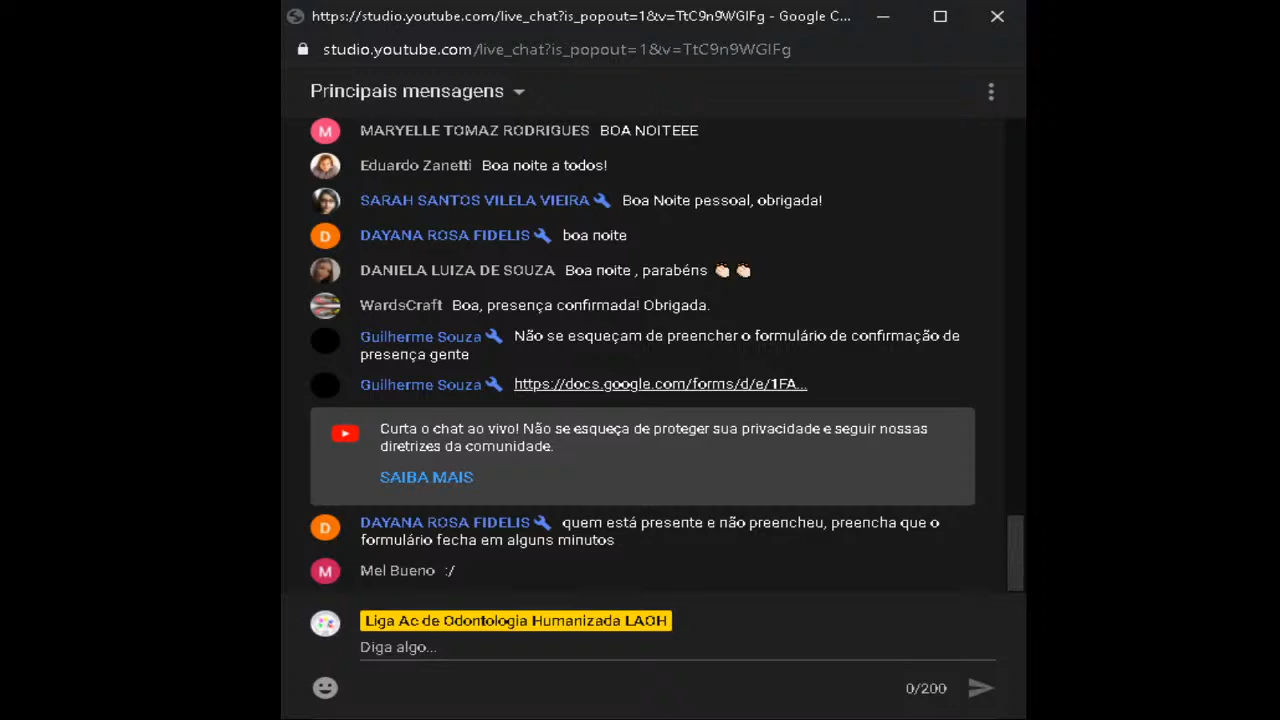 https://studio.youtube.com/live_chat?is_popout=1&v=TtC9n9WGIFg - Google C...
studio.youtube.com/live_chat?is_popout=1&v=TtC9n9WGIFg
Principais mensagens
M MARYELLE TOMAZ RODRIGUES BOA NOITEEE
Eduardo Zanetti Boa noite a todos!
SARAH SANTOS VILELA VIEIRA Boa Noite pessoal, obrigada!
D DAYANA ROSA FIDELIS boa noite
DANIELA LUIZA DE SOUZA Boa noite , parabéns 👏🏻 👏🏻
WardsCraft Boa, presença confirmada! Obrigada.
Guilherme Souza Não se esqueçam de preencher o formulário de confirmação de
presença gente
Guilherme Souza https://docs.google.com/forms/d/e/1FA...
Curta o chat ao vivo! Não se esqueça de proteger sua privacidade e seguir nossas
diretrizes da comunidade.
SAIBA MAIS
D DAYANA ROSA FIDELIS quem está presente e não preencheu, preencha que o
formulário fecha em alguns minutos
M Mel Bueno :/
Liga Ac de Odontologia Humanizada LAOH
Diga algo...
0/200